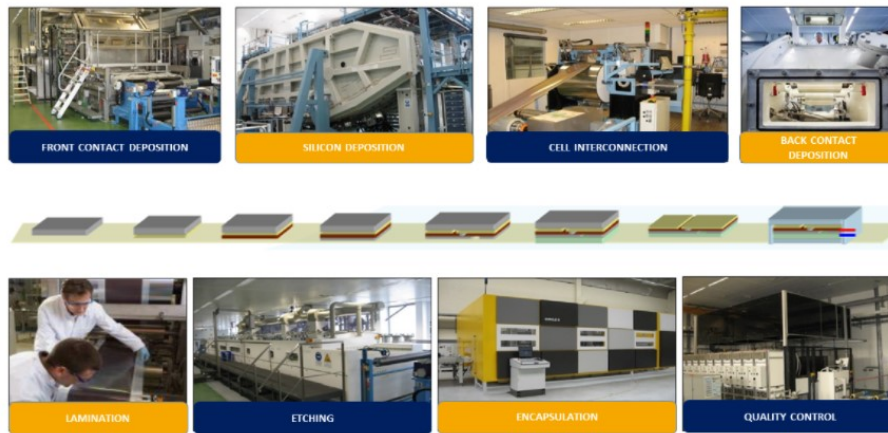 FRONT CONTACT DEPOSITION
SILICON DEPOSITION
CELL INTERCONNECTION
BACK CONTACT
DEPOSITION
LAMINATION
ETCHING
ENCAPSULATION
QUALITY CONTROL